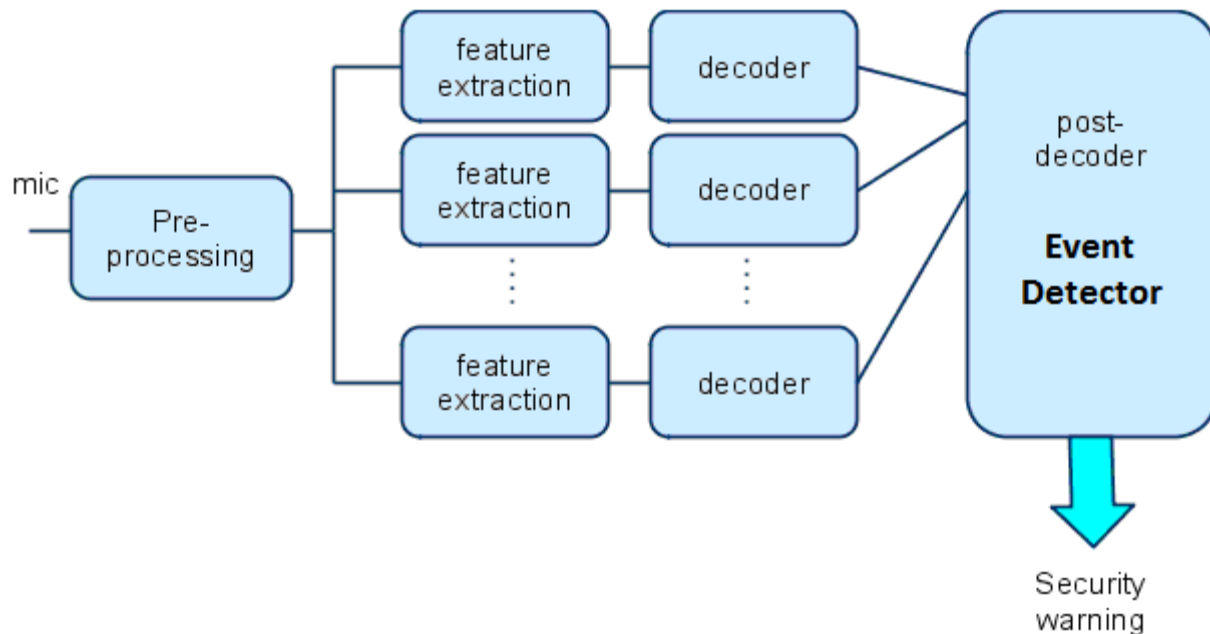 mic
Pre-
processing
feature
extraction
decoder
feature
extraction
decoder
feature
extraction
decoder
post-
decoder
Event
Detector
Security
warning